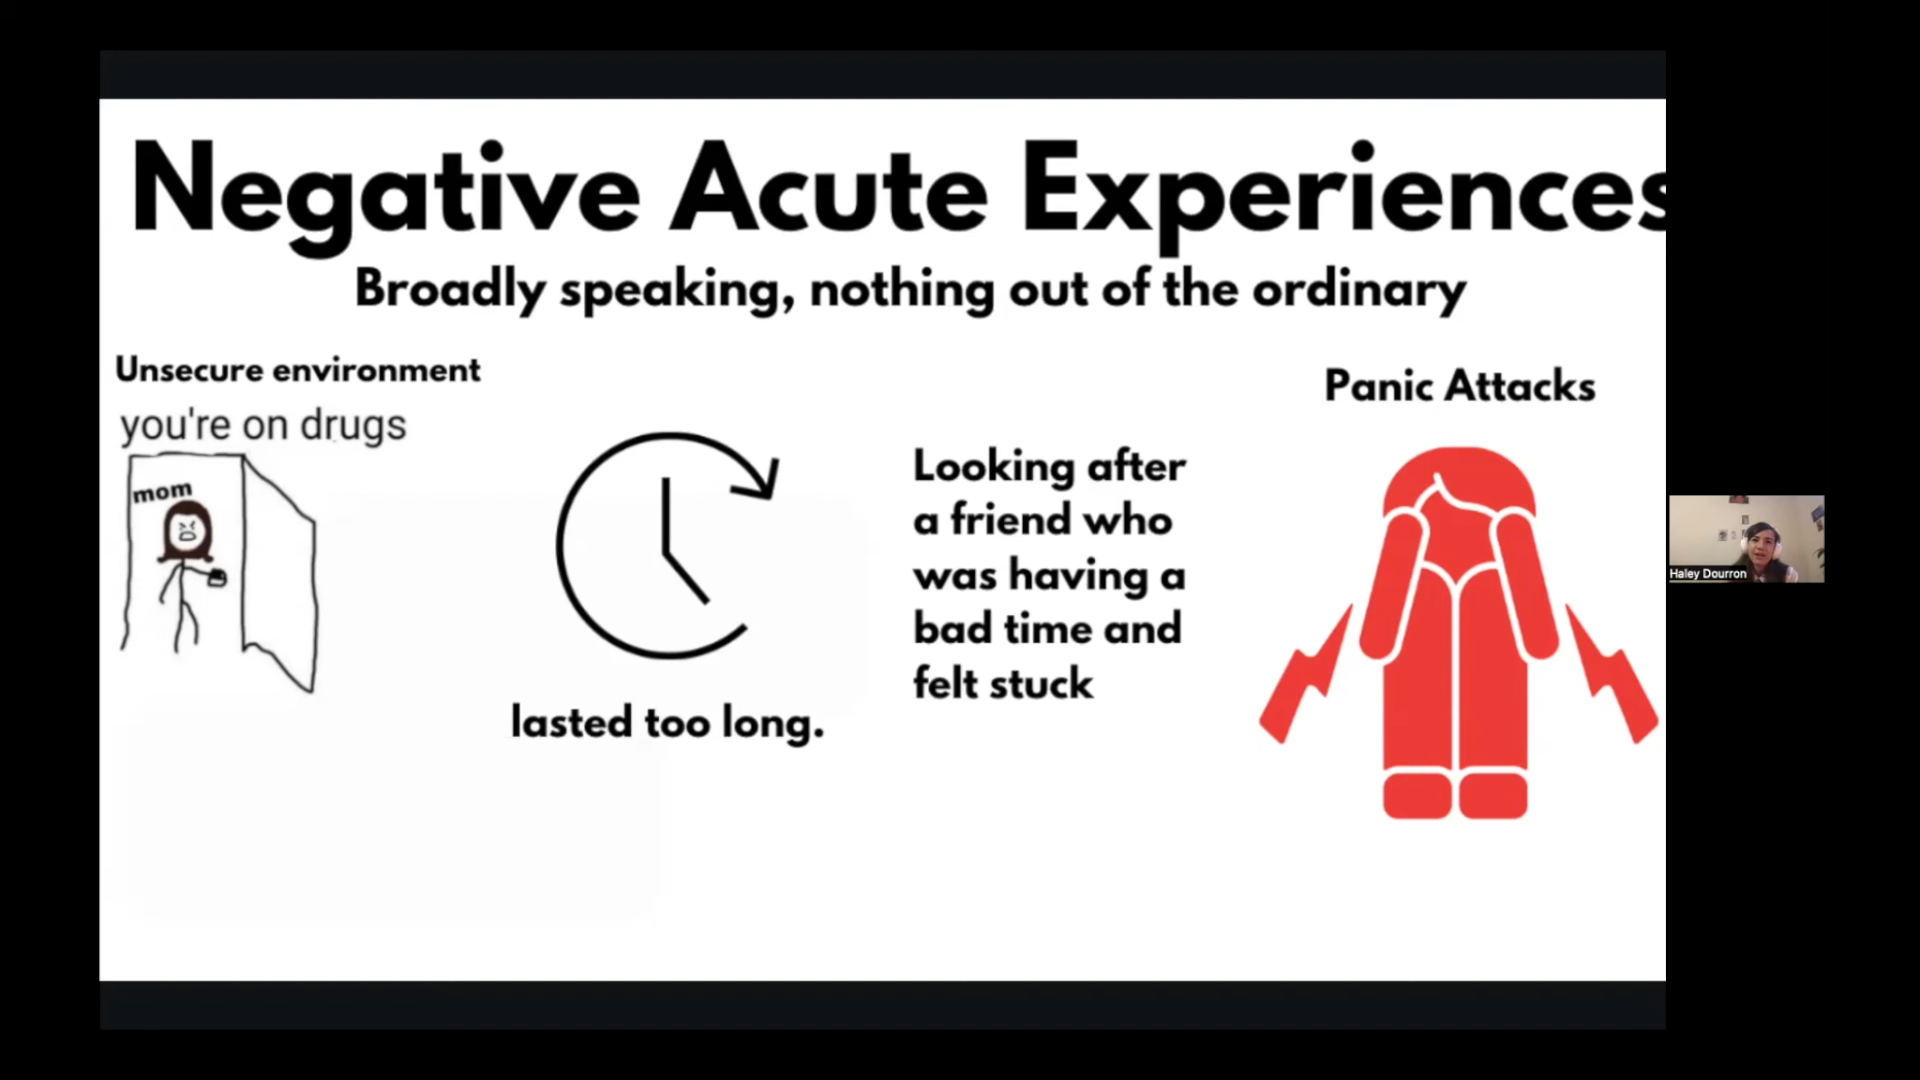 Negative Acute Experiences
Broadly speaking, nothing out of the ordinary
Unsecure environment
you're on drugs
mom
lasted too long.
Looking after
a friend who
was having a
bad time and
felt stuck
Panic Attacks
Haley Dourron